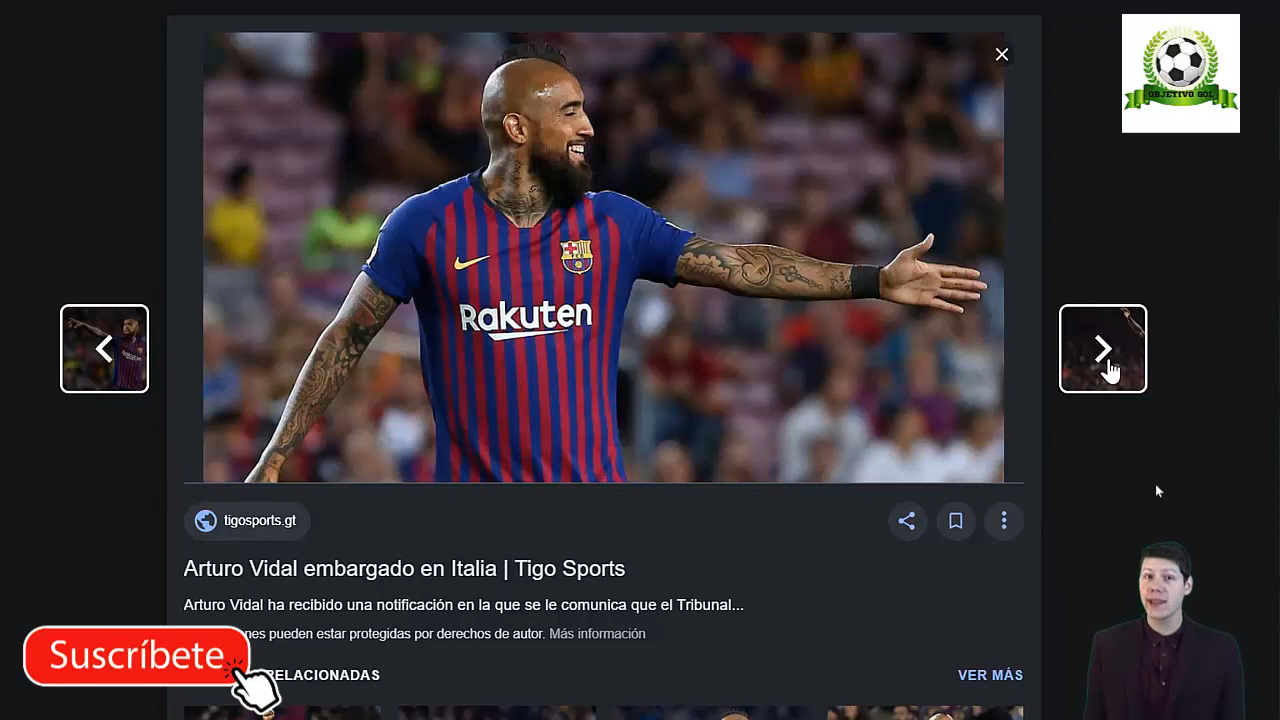 OBJETIVO GOL
Rakuten
tigosports.gt
Arturo Vidal embargado en Italia | Tigo Sports
Arturo Vidal ha recibido una notificación en la que se le comunica que el Tribunal...
pueden estar protegidas por derechos de autor. Más información
Suscríbete
RELACIONADAS
VER MÁS